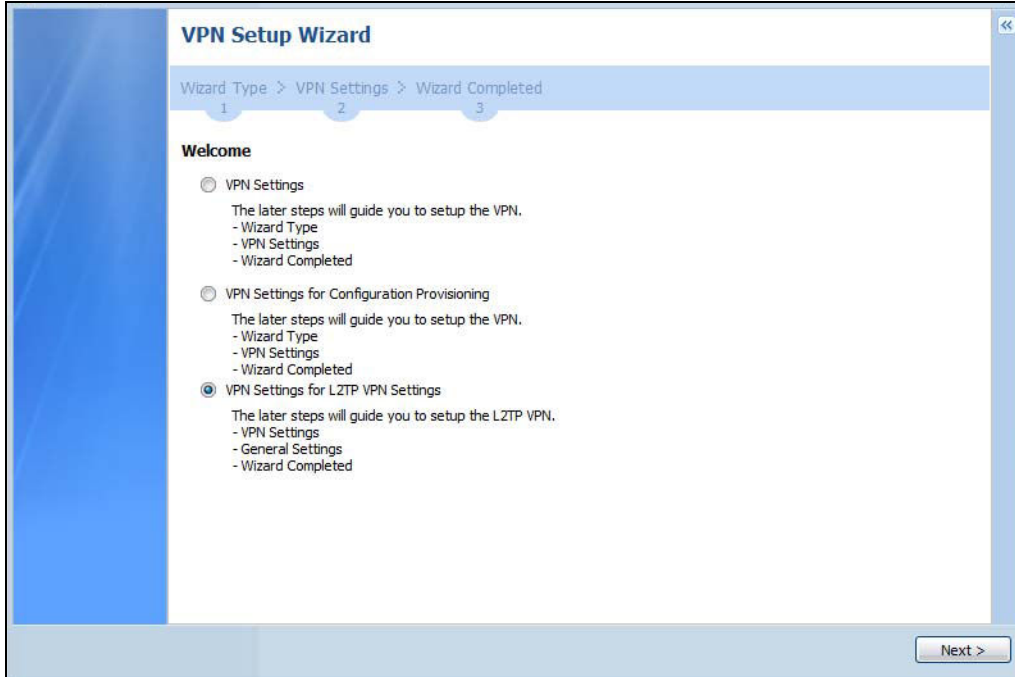 VPN Setup Wizard
«
Wizard Type > VPN Settings > Wizard Completed
1 2 3
Welcome
VPN Settings
The later steps will guide you to setup the VPN.
- Wizard Type
- VPN Settings
- Wizard Completed
VPN Settings for Configuration Provisioning
The later steps will guide you to setup the VPN.
- Wizard Type
- VPN Settings
- Wizard Completed
VPN Settings for L2TP VPN Settings
The later steps will guide you to setup the L2TP VPN.
- VPN Settings
- General Settings
- Wizard Completed
Next >